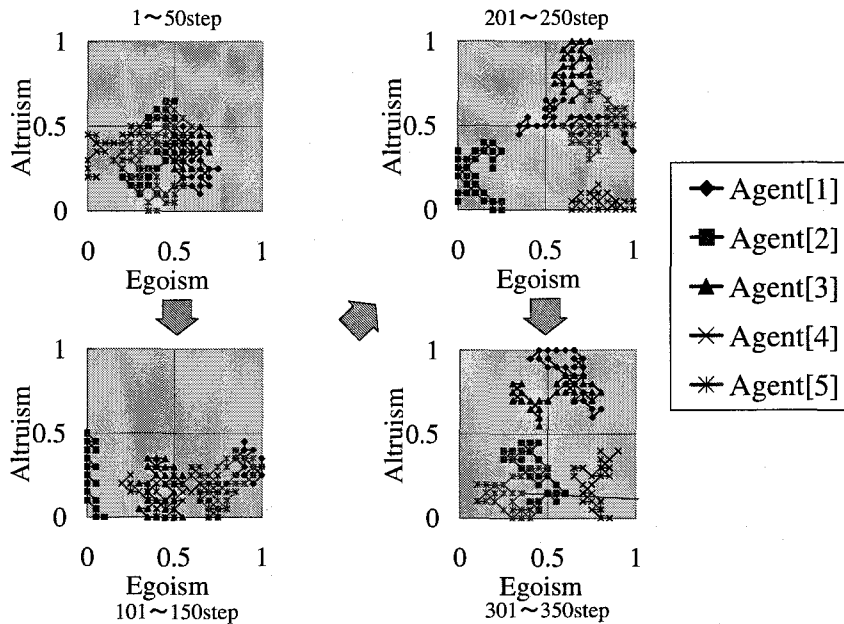 1～50step
1
Altruism
0.5
0
0
0.5
1
Egoism
1
Altruism
0.5
0
0
0.5
1
Egoism
101～150step
201～250step
1
Altruism
0.5
0
0
0.5
1
Egoism
1
Altruism
0.5
0
0
0.5
1
Egoism
301～350step
Agent[1]
Agent[2]
Agent[3]
Agent[4]
Agent[5]